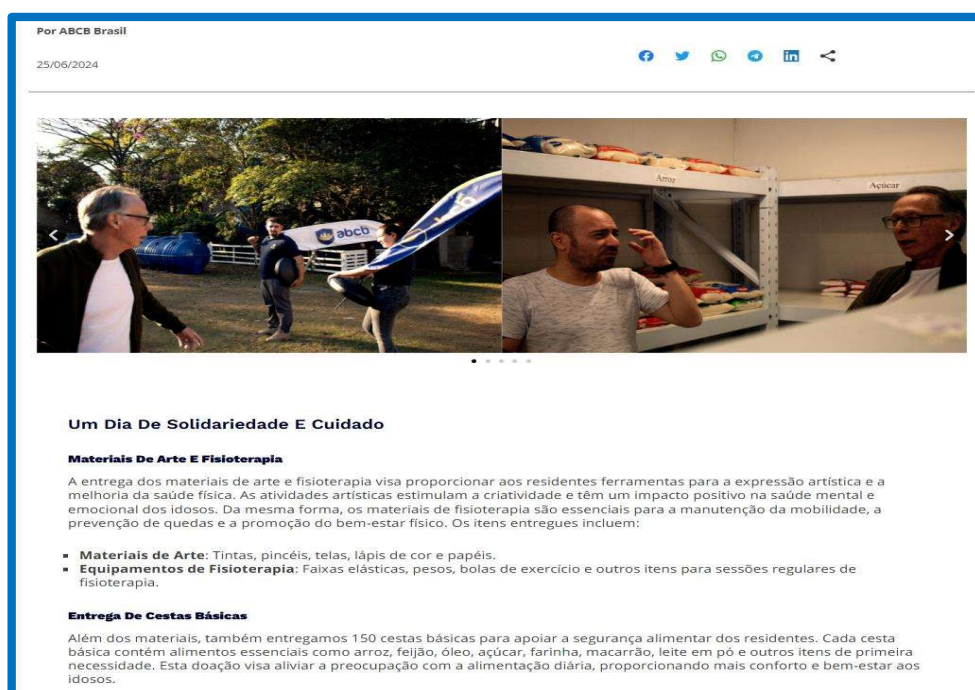 Por ABCB Brasil
25/06/2024
abcb
Arroz
Açúcar
Um Dia De Solidariedade E Cuidado
Materiais De Arte E Fisioterapia
A entrega dos materiais de arte e fisioterapia visa proporcionar aos residentes ferramentas para a expressão artística e a
melhoria da saúde física. As atividades artísticas estimulam a criatividade e têm um impacto positivo na saúde mental e
emocional dos idosos. Da mesma forma, os materiais de fisioterapia são essenciais para a manutenção da mobilidade, a
prevenção de quedas e a promoção do bem-estar físico. Os itens entregues incluem:
Materiais de Arte: Tintas, pincéis, telas, lápis de cor e papéis.
Equipamentos de Fisioterapia: Faixas elásticas, pesos, bolas de exercício e outros itens para sessões regulares de
fisioterapia.
Entrega De Cestas Básicas
Além dos materiais, também entregamos 150 cestas básicas para apoiar a segurança alimentar dos residentes. Cada cesta
básica contém alimentos essenciais como arroz, feijão, óleo, açúcar, farinha, macarrão, leite em pó e outros itens de primeira
necessidade. Esta doação visa aliviar a preocupação com a alimentação diária, proporcionando mais conforto e bem-estar aos
idosos.